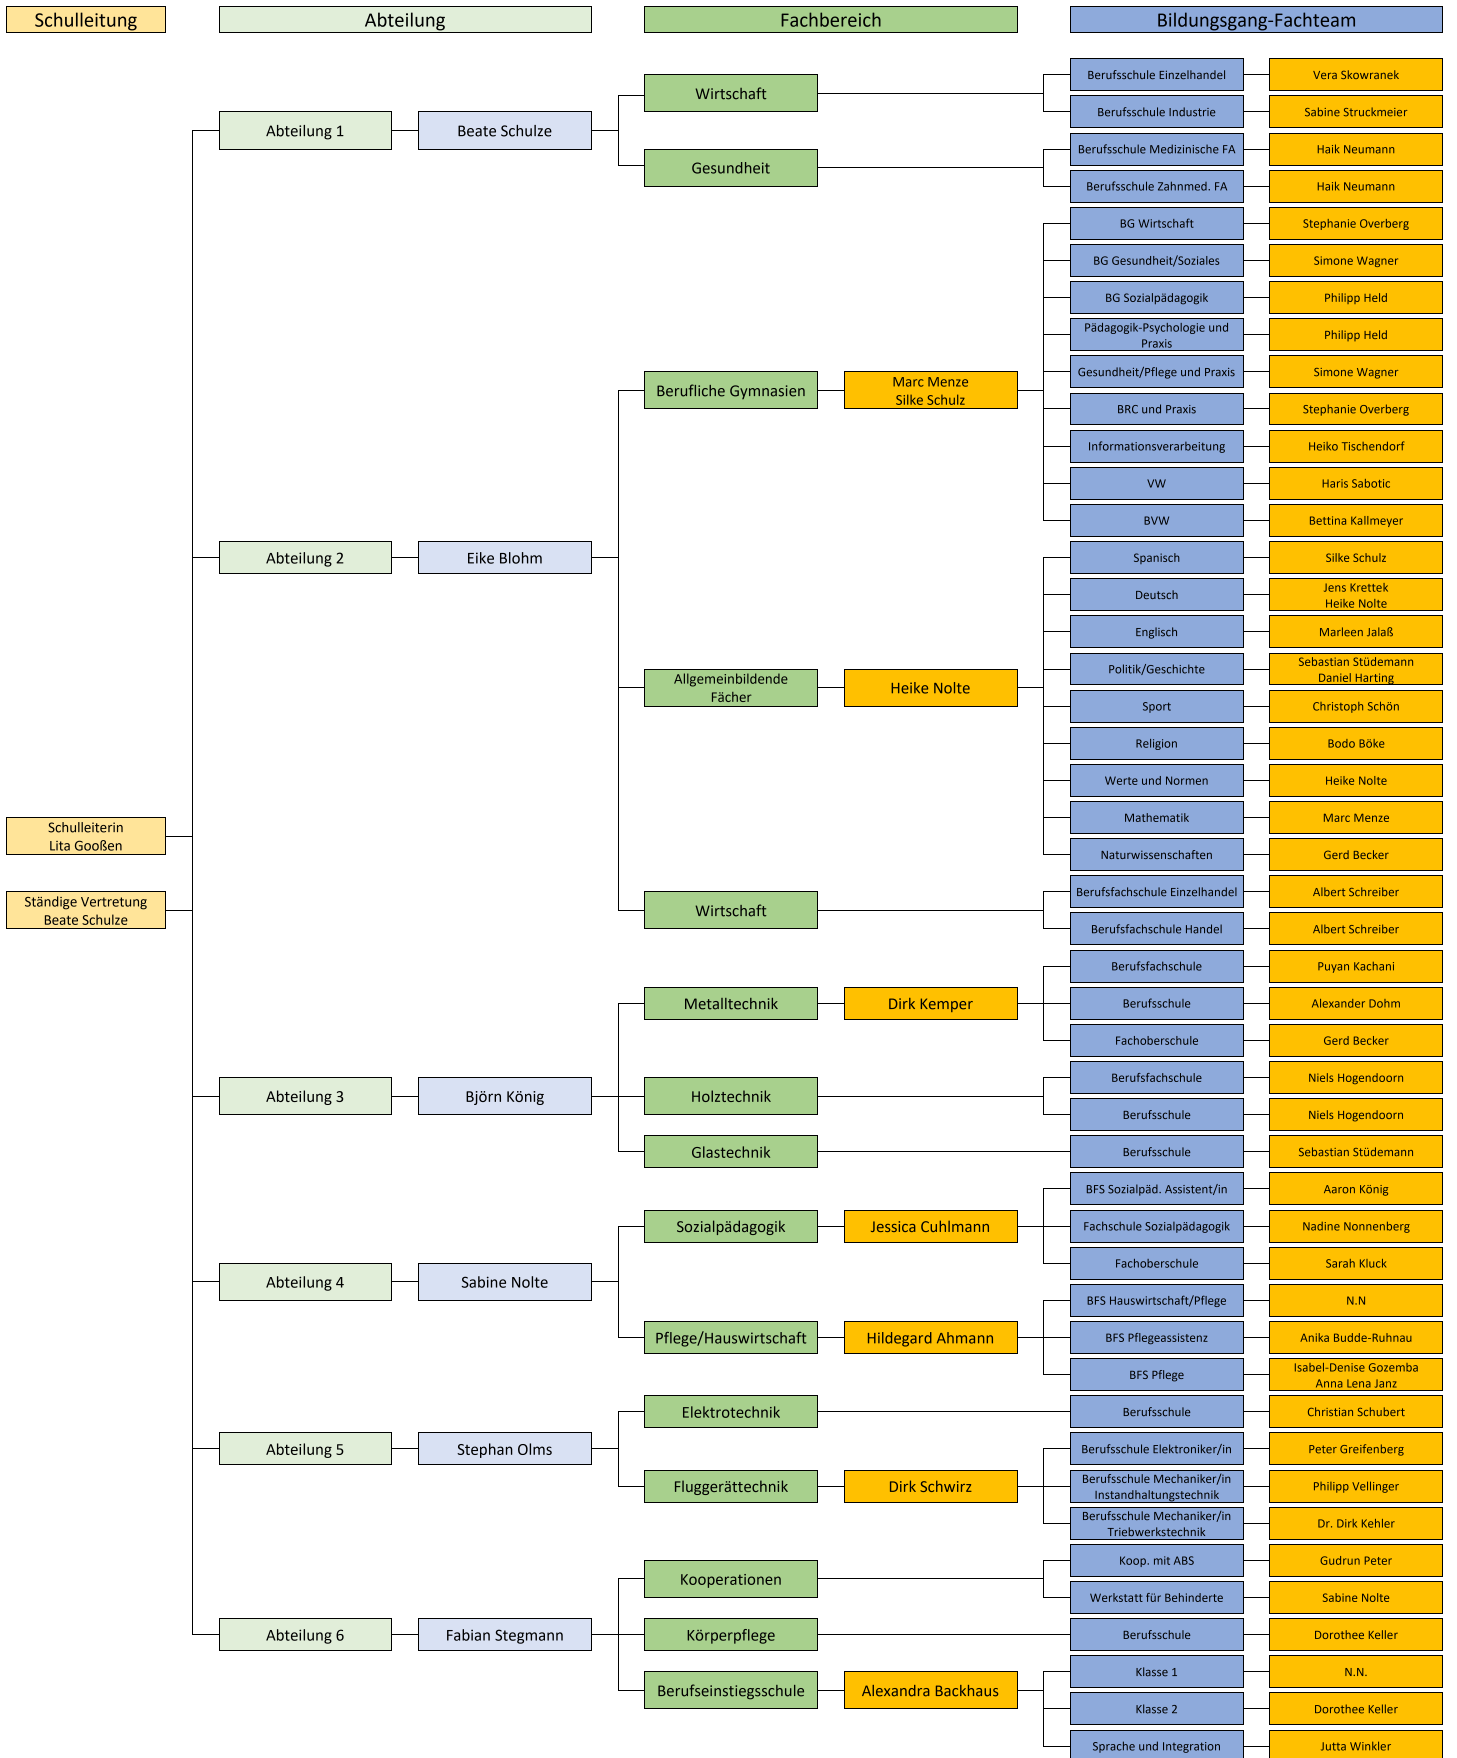 Schulleitung
Abteilung
Fachbereich
Bildungsgang-Fachteam
Schulleiterin
Lita Gooßen
Ständige Vertretung
Beate Schulze
Abteilung 1
Beate Schulze
Wirtschaft
Berufsschule Einzelhandel
Vera Skowranek
Berufsschule Industrie
Sabine Struckmeier
Gesundheit
Berufsschule Medizinische FA
Haik Neumann
Berufsschule Zahnmed. FA
Haik Neumann
Abteilung 2
Eike Blohm
Berufliche Gymnasien
Marc Menze
Silke Schulz
BG Wirtschaft
Stephanie Overberg
BG Gesundheit/Soziales
Simone Wagner
BG Sozialpädagogik
Philipp Held
Pädagogik-Psychologie und
Praxis
Philipp Held
Gesundheit/Pflege und Praxis
Simone Wagner
BRC und Praxis
Stephanie Overberg
Informationsverarbeitung
Heiko Tischendorf
VW
Haris Sabotic
BVW
Bettina Kallmeyer
Allgemeinbildende
Fächer
Heike Nolte
Spanisch
Silke Schulz
Deutsch
Jens Krettek
Heike Nolte
Englisch
Marleen Jalaß
Politik/Geschichte
Sebastian Stüdemann
Daniel Harting
Sport
Christoph Schön
Religion
Bodo Böke
Werte und Normen
Heike Nolte
Mathematik
Marc Menze
Naturwissenschaften
Gerd Becker
Wirtschaft
Berufsfachschule Einzelhandel
Albert Schreiber
Berufsfachschule Handel
Albert Schreiber
Abteilung 3
Björn König
Metalltechnik
Dirk Kemper
Berufsfachschule
Puyan Kachani
Berufsschule
Alexander Dohm
Fachoberschule
Gerd Becker
Holztechnik
Berufsfachschule
Niels Hogendoorn
Berufsschule
Niels Hogendoorn
Glastechnik
Berufsschule
Sebastian Stüdemann
Abteilung 4
Sabine Nolte
Sozialpädagogik
Jessica Cuhlmann
BFS Sozialpäd. Assistent/in
Aaron König
Fachschule Sozialpädagogik
Nadine Nonnenberg
Fachoberschule
Sarah Kluck
Pflege/Hauswirtschaft
Hildegard Ahmann
BFS Hauswirtschaft/Pflege
N.N
BFS Pflegeassistenz
Anika Budde-Ruhnau
BFS Pflege
Isabel-Denise Gozemba
Anna Lena Janz
Abteilung 5
Stephan Olms
Elektrotechnik
Berufsschule
Christian Schubert
Fluggerättechnik
Dirk Schwirz
Berufsschule Elektroniker/in
Peter Greifenberg
Berufsschule Mechaniker/in
Instandhaltungstechnik
Philipp Vellinger
Berufsschule Mechaniker/in
Triebwerkstechnik
Dr. Dirk Kehler
Abteilung 6
Fabian Stegmann
Kooperationen
Koop. mit ABS
Gudrun Peter
Werkstatt für Behinderte
Sabine Nolte
Körperpflege
Berufsschule
Dorothee Keller
Berufseinstiegsschule
Alexandra Backhaus
Klasse 1
N.N.
Klasse 2
Dorothee Keller
Sprache und Integration
Jutta Winkler